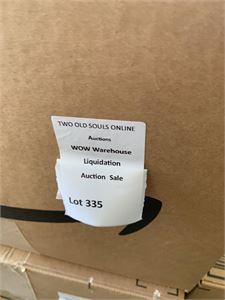 TWO OLD SOULS ONLINE
Auctions
WOW Warehouse
Liquidation
Auction Sale
Lot 335